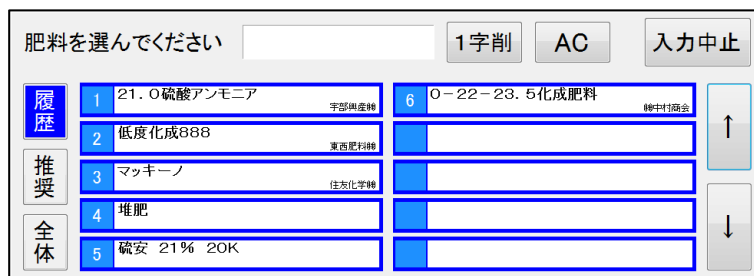 肥料を選んでください
1字削
AC
入力中止
履歴
推奨
全体
1 21.0硫酸アンモニア
宇部興産㈱
2 低度化成888
東西肥料㈱
3 マッキーノ
住友化学㈱
4 堆肥
5 硫安 21% 20K
6 0-22-23.5化成肥料
㈱中村商会
↑
↓